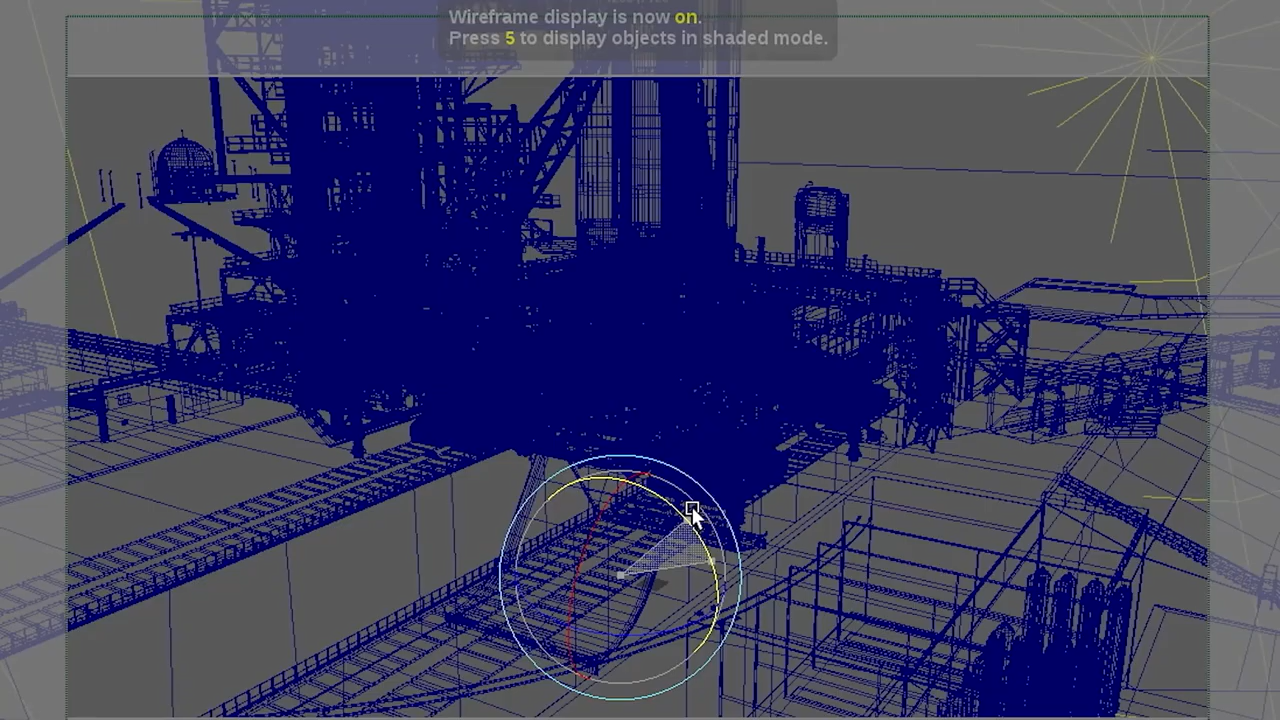 Wireframe display is now on.
Press 5 to display objects in shaded mode.